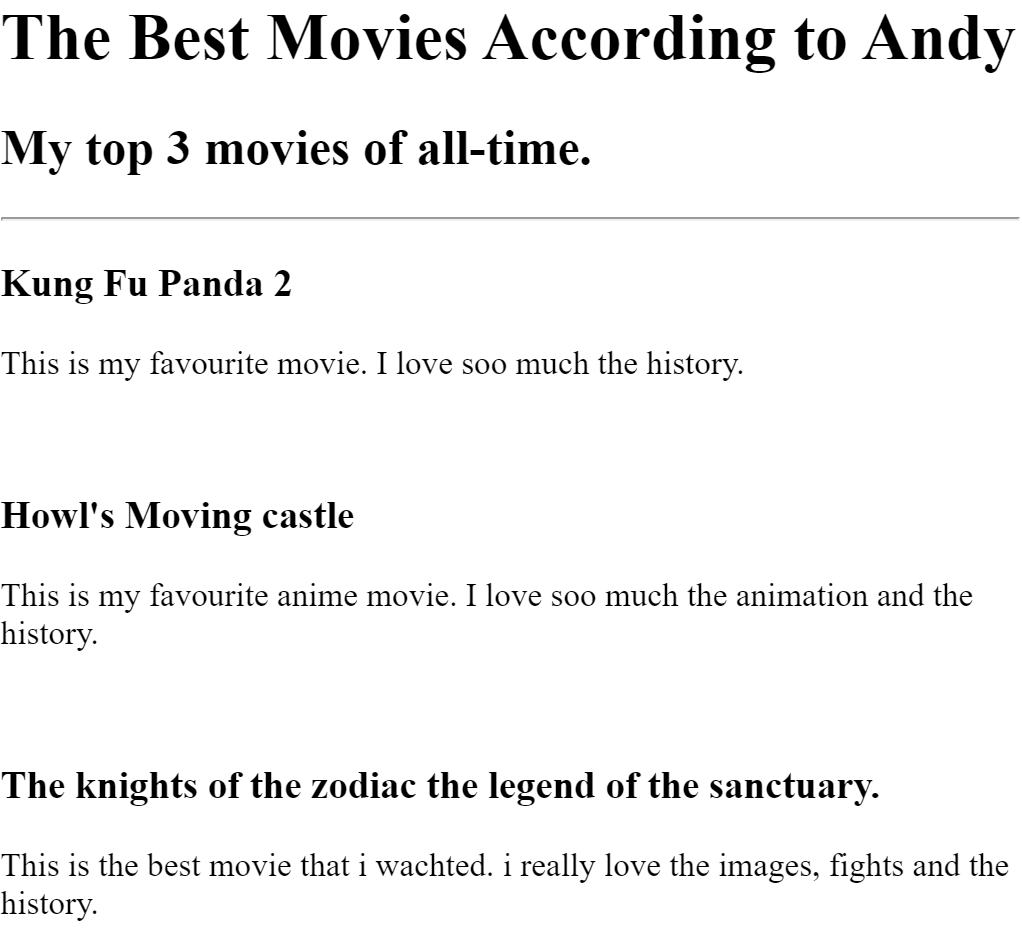 The Best Movies According to Andy
My top 3 movies of all-time.
Kung Fu Panda 2
This is my favourite movie. I love soo much the history.
Howl's Moving castle
This is my favourite anime movie. I love soo much the animation and the
history.
The knights of the zodiac the legend of the sanctuary.
This is the best movie that i wachted. i really love the images, fights and the
history.